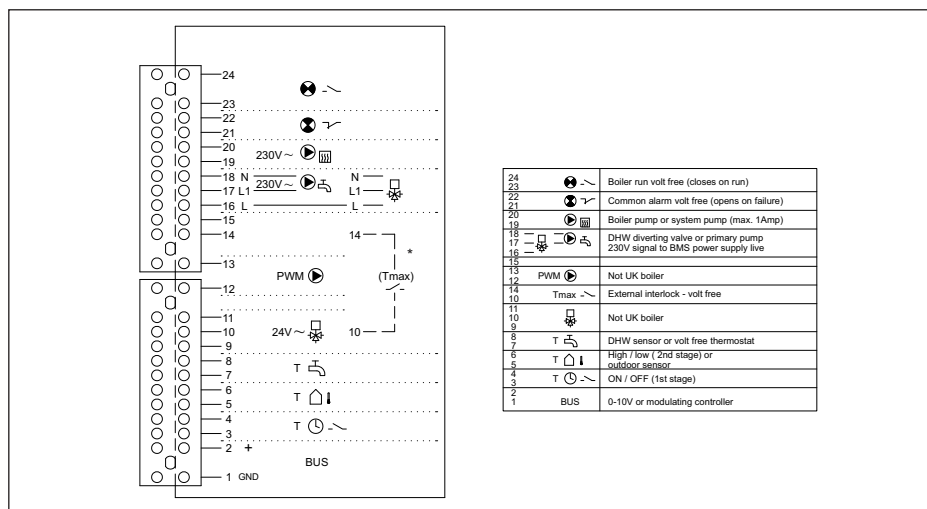 24
23
22
21
20
230V~
19
18 N N
17 L1 230V~ L1
16 L L
15
14 14
*
13
PWM (Tmax)
12
11
10 24V~ 10
9
8
T
7
6
T
5
4
T
3
2 +
BUS
1 GND
24
23 Boiler run volt free (closes on run)
22
21 Common alarm volt free (opens on failure)
20
19 Boiler pump or system pump (max. 1Amp)
18 DHW diverting valve or primary pump
17 230V signal to BMS power supply live
16
15
13
12 PWM Not UK boiler
14
10 Tmax External interlock - volt free
11
10 Not UK boiler
9
8
7 T DHW sensor or volt free thermostat
6 High / low ( 2nd stage) or
5 T outdoor sensor
4
3 T ON / OFF (1st stage)
2
1 BUS 0-10V or modulating controller